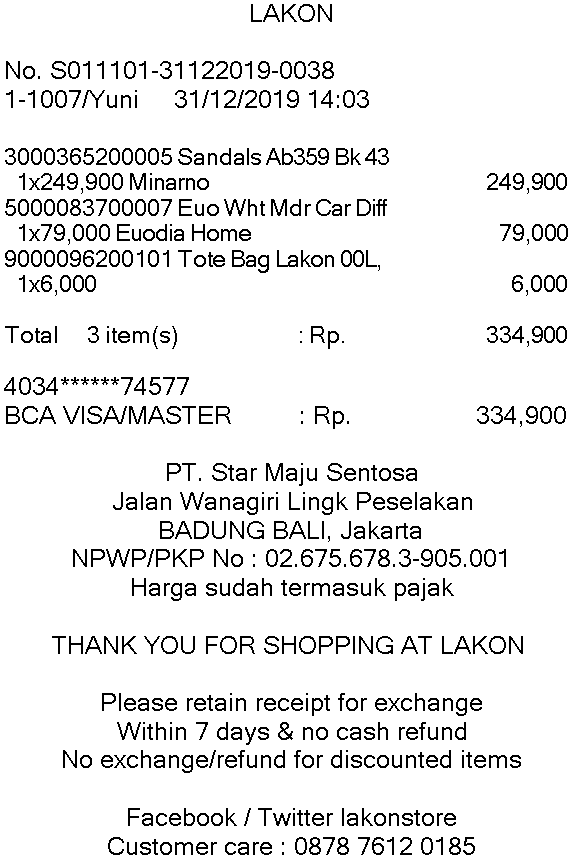 LAKON
No. S011101-31122019-0038
1-1007/Yuni 31/12/2019 14:03
3000365200005 Sandals Ab359 Bk 43
1x249,900 Minarno 249,900
5000083700007 Euo Wht Mdr Car Diff
1x79,000 Euodia Home 79,000
9000096200101 Tote Bag Lakon 00L,
1x6,000 6,000
Total 3 item(s) : Rp. 334,900
4034******74577
BCA VISA/MASTER : Rp. 334,900
PT. Star Maju Sentosa
Jalan Wanagiri Lingk Peselakan
BADUNG BALI, Jakarta
NPWP/PKP No : 02.675.678.3-905.001
Harga sudah termasuk pajak
THANK YOU FOR SHOPPING AT LAKON
Please retain receipt for exchange
Within 7 days & no cash refund
No exchange/refund for discounted items
Facebook / Twitter lakonstore
Customer care : 0878 7612 0185